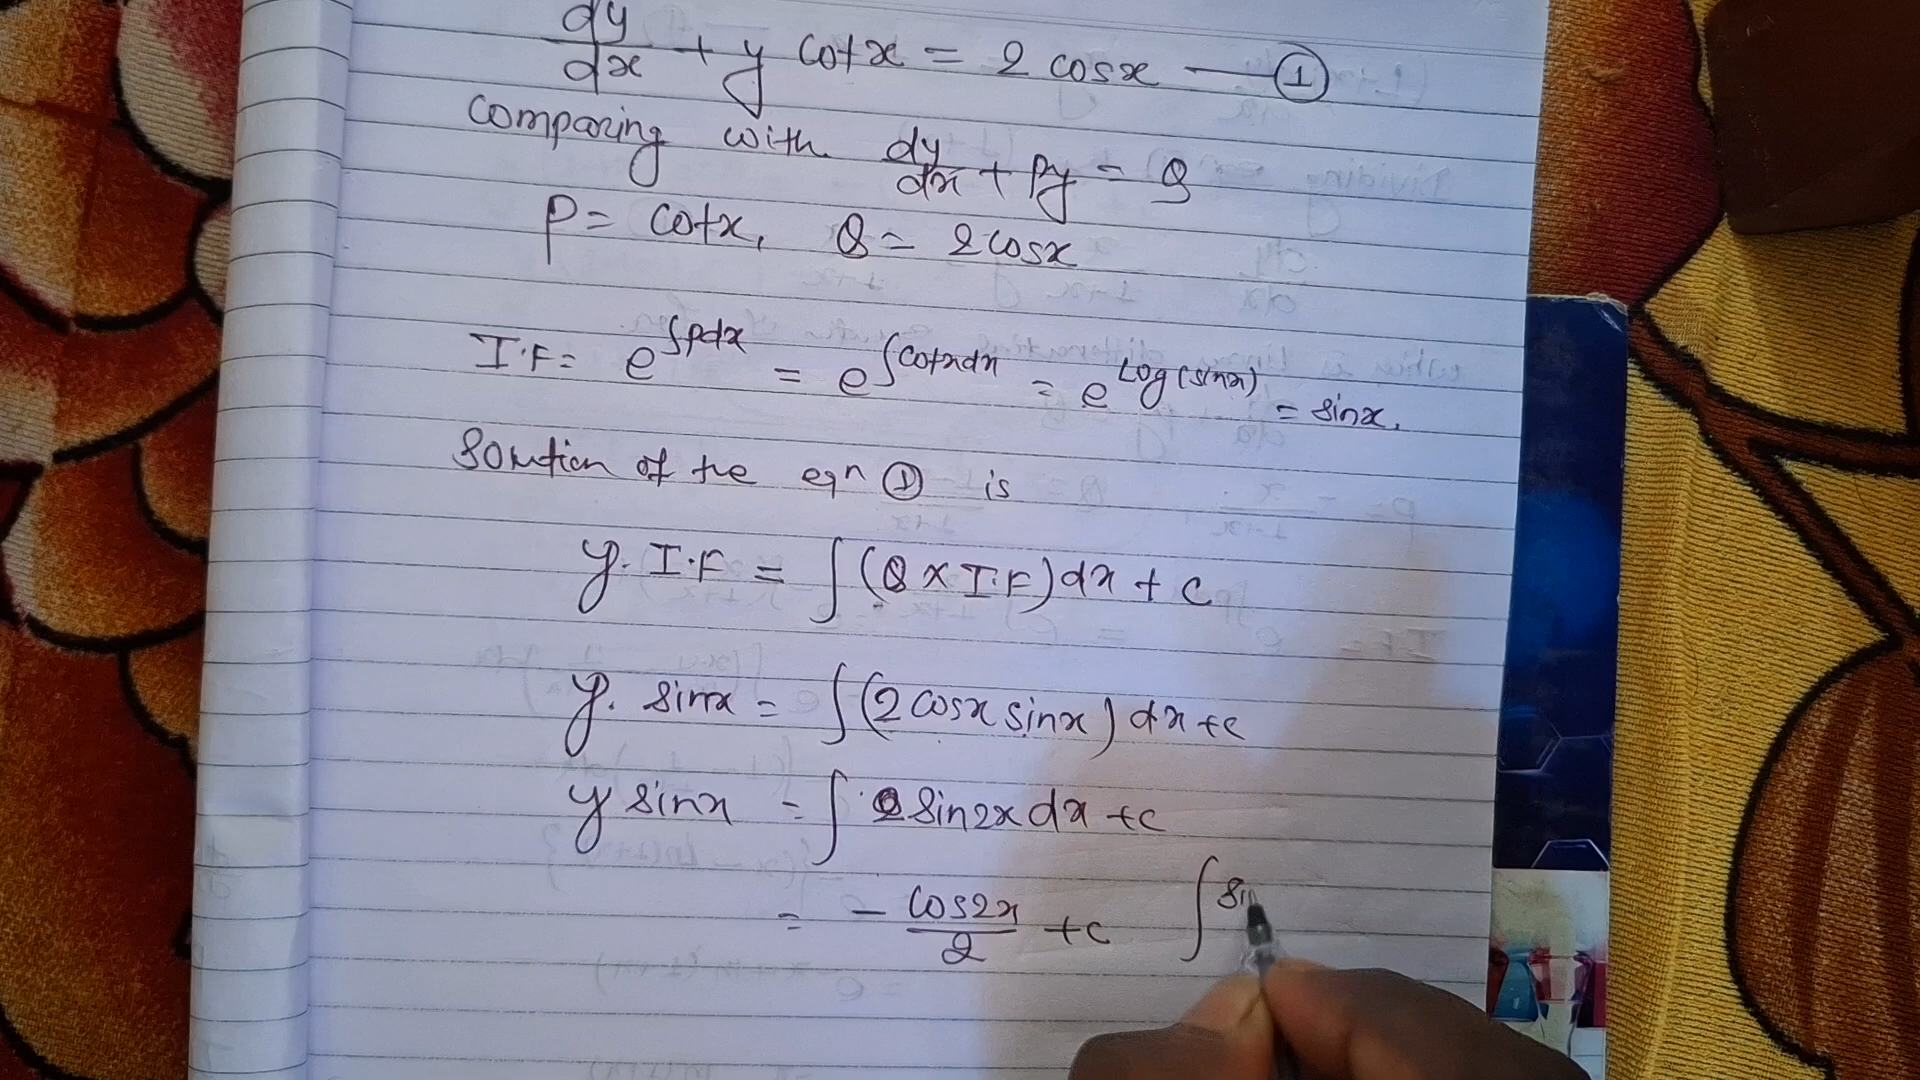 dy/dx + y cotx = 2 cosx — ①
Comparing with dy/dx + Py = Q
P = cotx, Q = 2cosx
I.F = e^∫pdx = e^∫cotxdx = e^Log(sinx) = sinx.
Solution of the eqn ① is
y. I.F = ∫(Q x I.F)dx + c
y. sinx = ∫(2 cosx sinx) dx + c
y sinx = ∫ sin2x dx + c
= - cos2x/2 + c ∫ sin